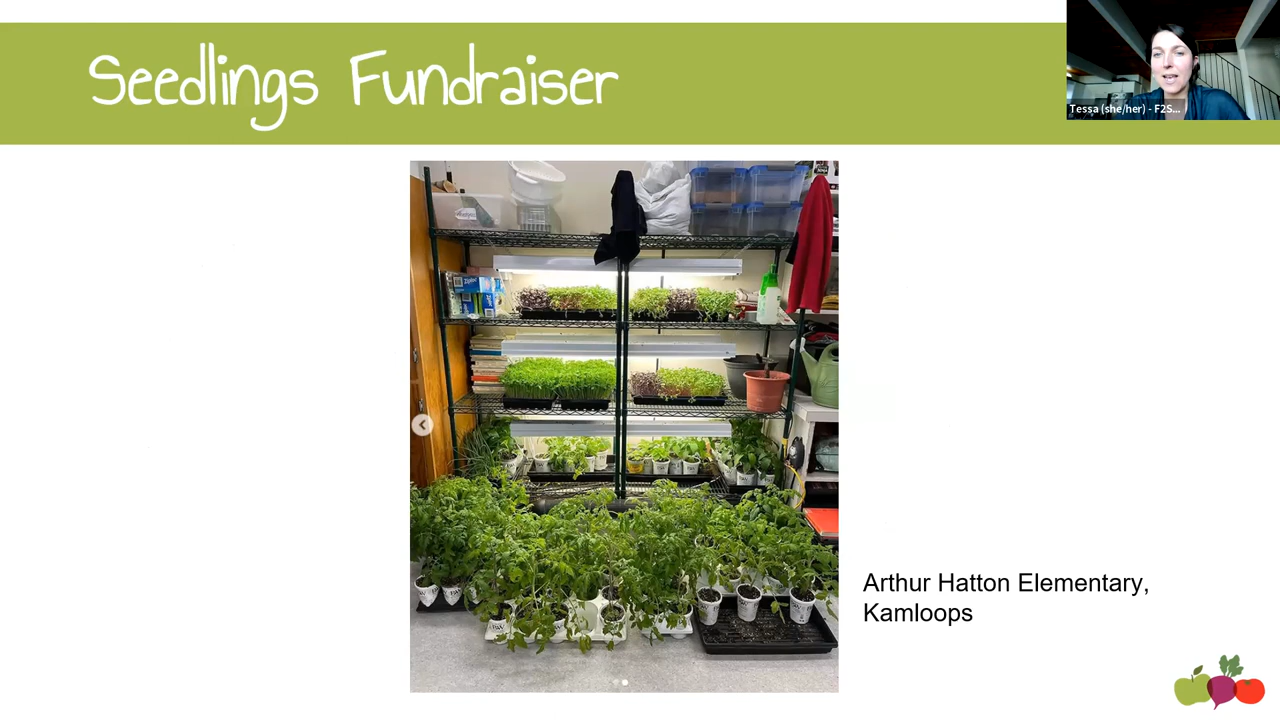 Seedlings Fundraiser
Tessa (she/her) - F2S...
Arthur Hatton Elementary,
Kamloops